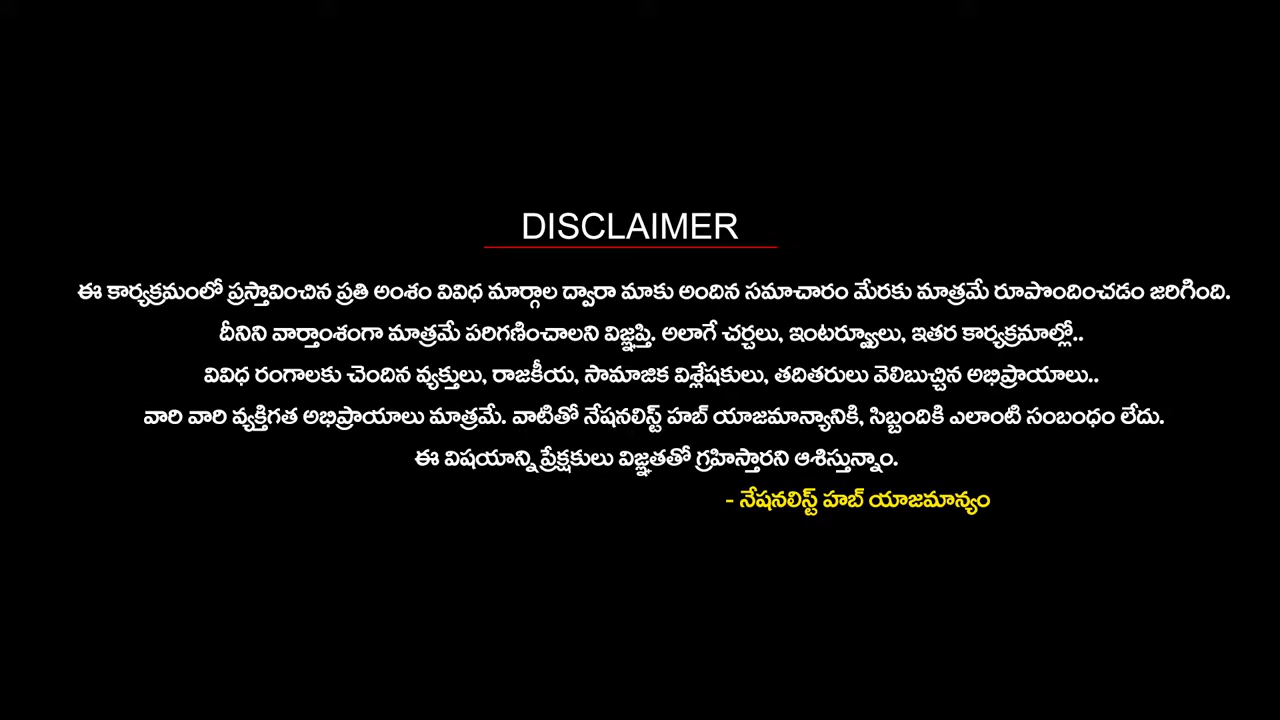 DISCLAIMER
ఈ కార్యక్రమంలో ప్రస్తావించిన ప్రతి అంశం వివిధ మార్గాల ద్వారా మాకు అందిన సమాచారం మేరకు మాత్రమే రూపొందించడం జరిగింది.
దీనిని వార్తాంశంగా మాత్రమే పరిగణించాలని విజ్ఞప్తి. అలాగే చర్చలు, ఇంటర్వ్యూలు, ఇతర కార్యక్రమాల్లో..
వివిధ రంగాలకు చెందిన వ్యక్తులు, రాజకీయ, సామాజిక విశ్లేషకులు, తదితరులు వెలిబుచ్చిన అభిప్రాయాలు..
వారి వారి వ్యక్తిగత అభిప్రాయాలు మాత్రమే. వాటితో నేషనలిస్ట్ హబ్ యాజమాన్యానికి, సిబ్బందికి ఎలాంటి సంబంధం లేదు.
ఈ విషయాన్ని ప్రేక్షకులు విజ్ఞతతో గ్రహిస్తారని ఆశిస్తున్నాం.
- నేషనలిస్ట్ హబ్ యాజమాన్యం